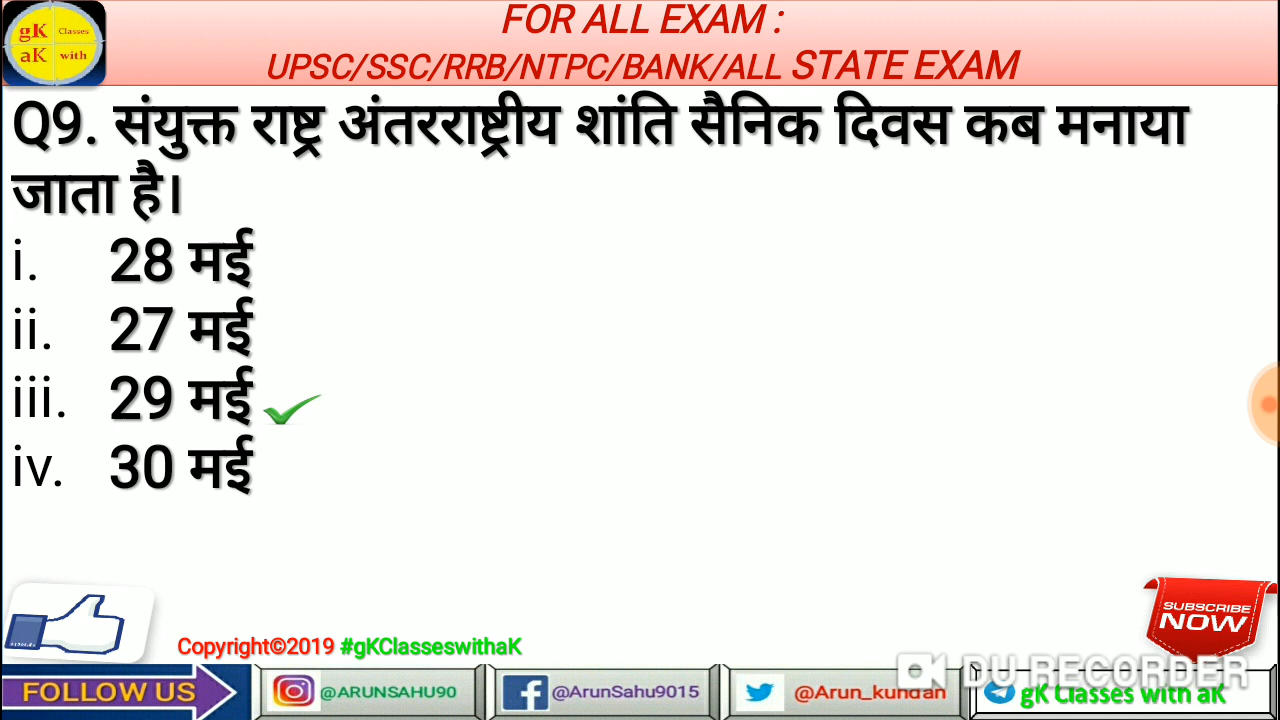 gK Classes
aK with
FOR ALL EXAM :
UPSC/SSC/RRB/NTPC/BANK/ALL STATE EXAM
Q9. संयुक्त राष्ट्र अंतरराष्ट्रीय शांति सैनिक दिवस कब मनाया
जाता है।
i. 28 मई
ii. 27 मई
iii. 29 मई
iv. 30 मई
SUBSCRIBE
NOW
Copyright©2019 #gKClasseswithaK
DU RECORDER
FOLLOW US @ARUNSAHU90 @ArunSahu9015 @Arun_kundan gK Classes with aK